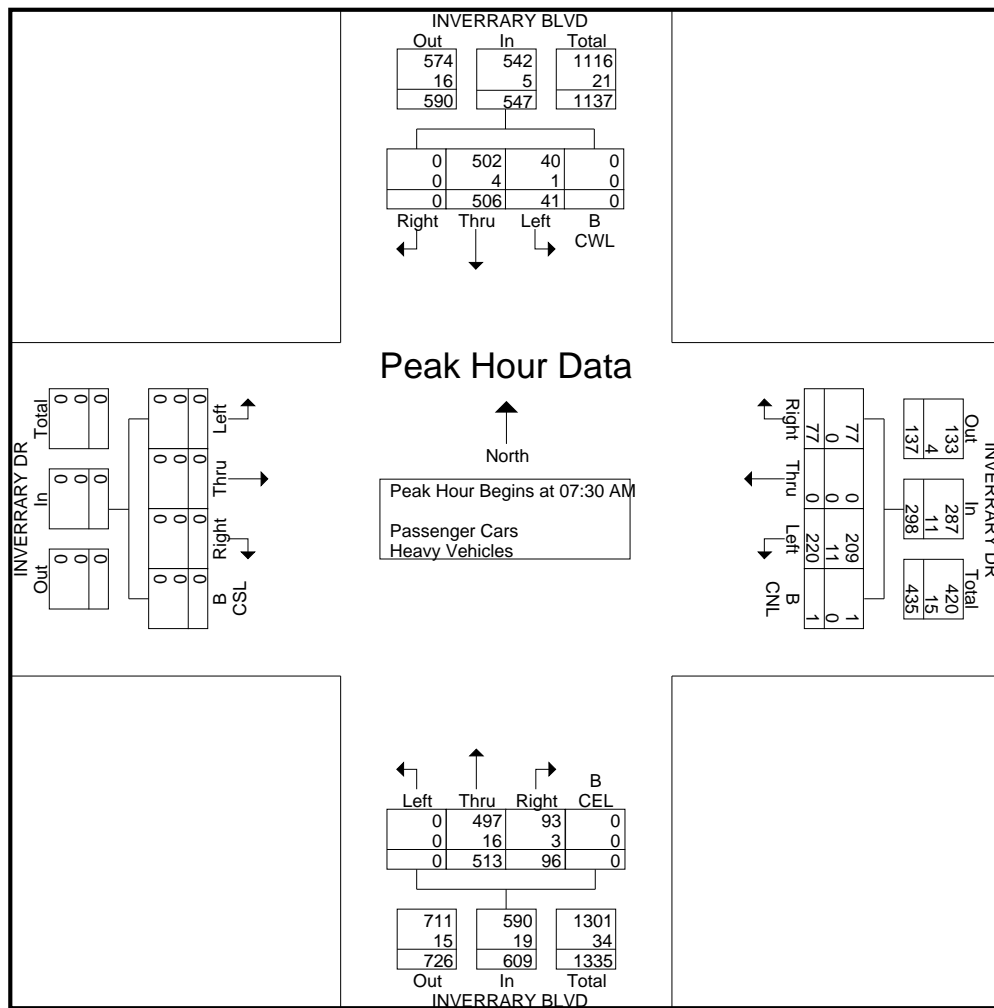 INVERRARY BLVD
Out In Total
574 542 1116
16 5 21
590 547 1137
0 502 40 0
0 4 1 0
0 506 41 0
Right Thru Left B CWL
Peak Hour Data
North
Peak Hour Begins at 07:30 AM
Passenger Cars
Heavy Vehicles
INVERRARY DR
Total In Out
0 0 0
0 0 0
0 0 0
Left Thru Right B CSL
0 0 0 0
0 0 0 0
0 0 0 0
INVERRARY DR
Out In Total
133 287 420
4 11 15
137 298 435
77 0 209 1
0 0 11 0
77 0 220 1
Right Thru Left B CNL
Left Thru Right B CEL
0 497 93 0
0 16 3 0
0 513 96 0
711 590 1301
15 19 34
726 609 1335
Out In Total
INVERRARY BLVD